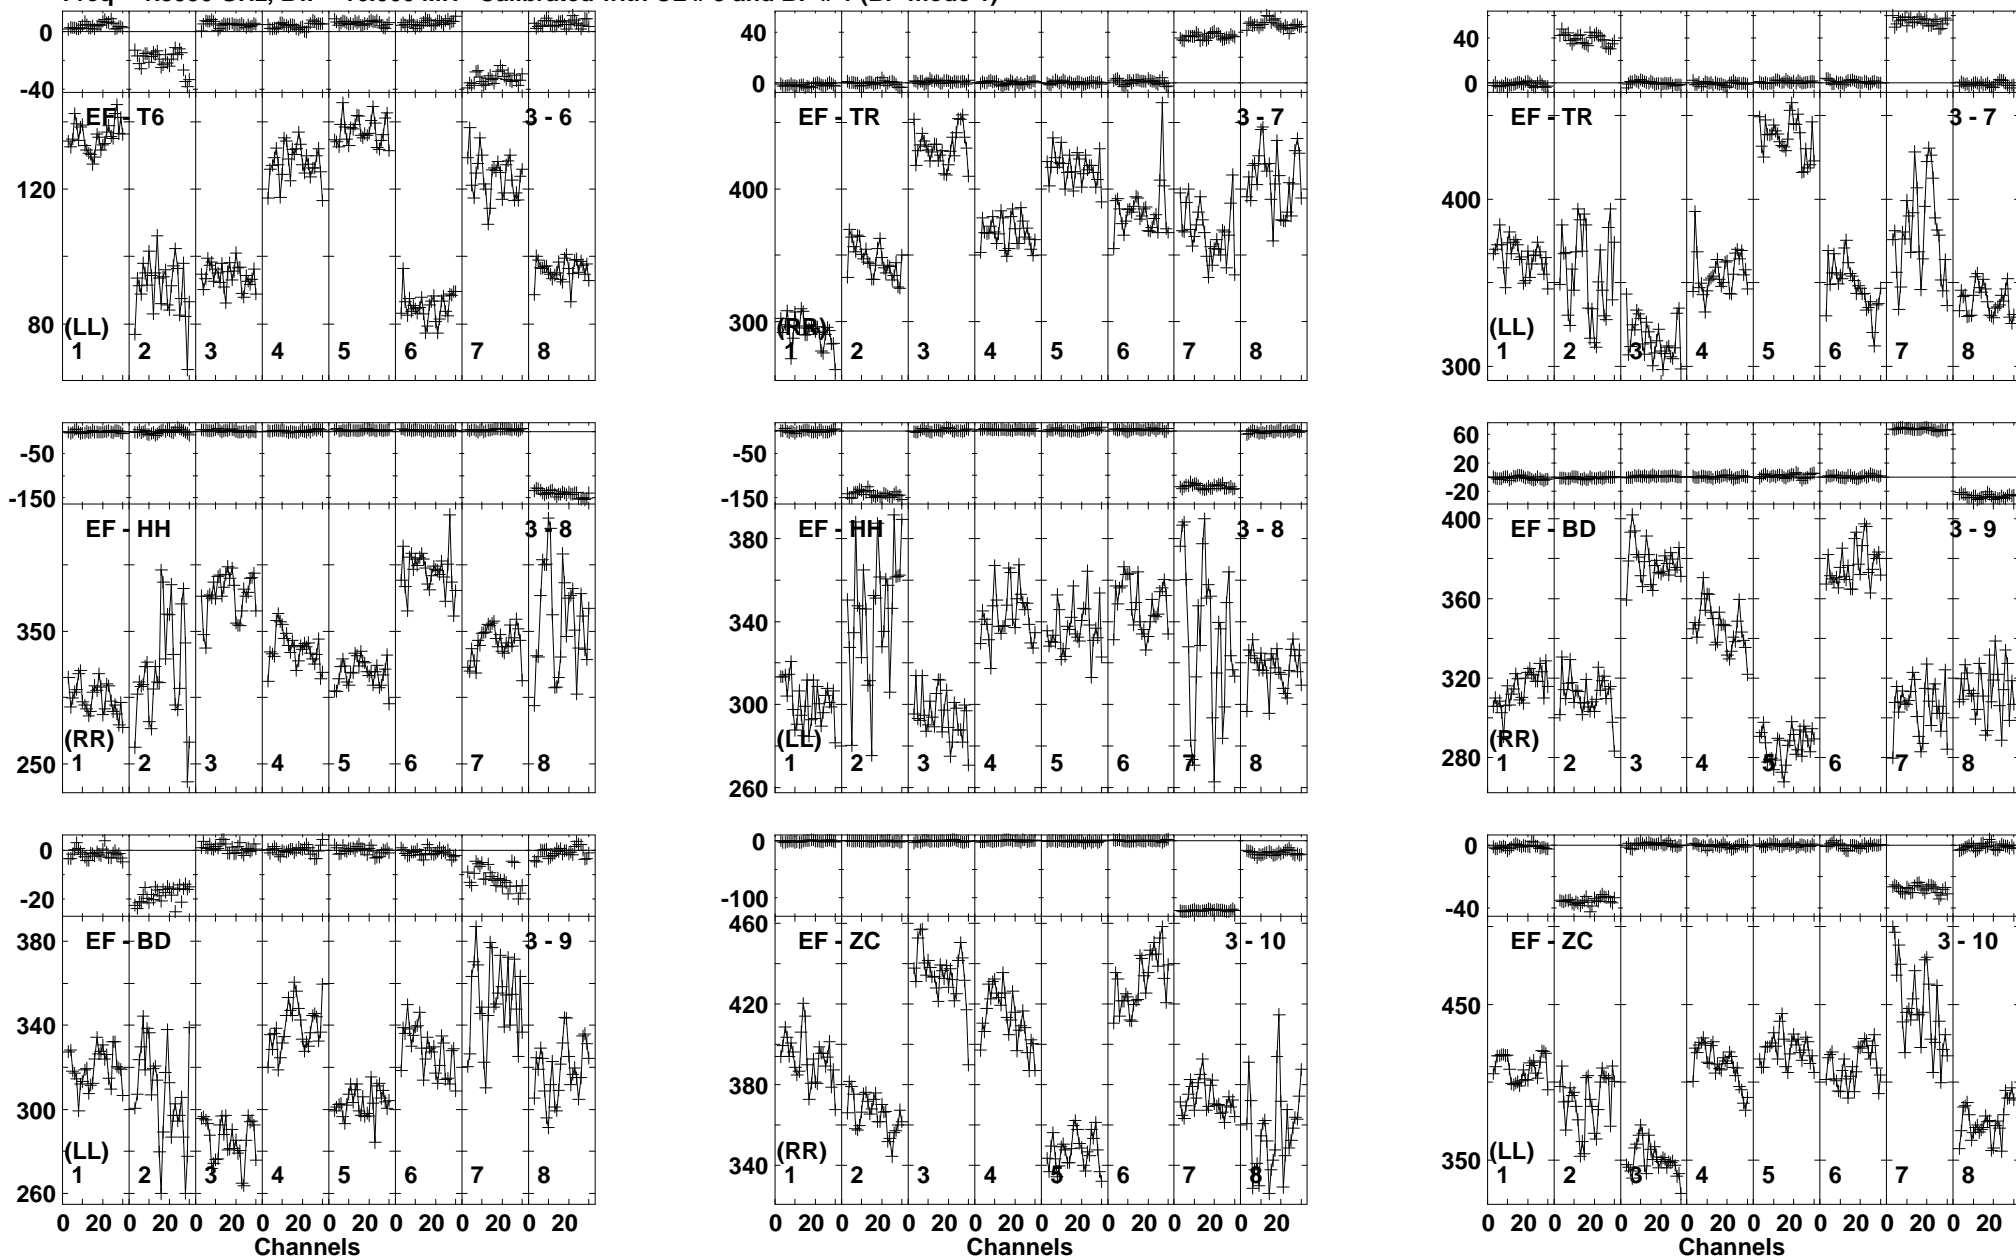 0
-40
EF - T6 3 - 6
120
80
(LL)
1 2 3 4 5 6 7 8
40
0
EF - TR 3 - 7
400
300
(RR)
1 2 3 4 5 6 7 8
40
0
EF - TR 3 - 7
400
300
(LL)
1 2 3 4 5 6 7 8
-50
-150
EF - HH 3 - 8
350
250
(RR)
1 2 3 4 5 6 7 8
-50
-150
EF - HH 3 - 8
380
340
300
260
(LL)
1 2 3 4 5 6 7 8
60
20
-20
EF - BD 3 - 9
400
360
320
280
(RR)
1 2 3 4 5 6 7 8
0
-20
EF - BD 3 - 9
380
340
300
260
(LL)
1 2 3 4 5 6 7 8
0 20 0 20 0 20 0 20 0 20 0 20 0 20 0 20
Channels
0
-100
EF - ZC 3 - 10
460
420
380
340
(RR)
1 2 3 4 5 6 7 8
0 20 0 20 0 20 0 20 0 20 0 20 0 20 0 20
Channels
0
-40
EF - ZC 3 - 10
450
350
(LL)
1 2 3 4 5 6 7 8
0 20 0 20 0 20 0 20 0 20 0 20 0 20 0 20
Channels